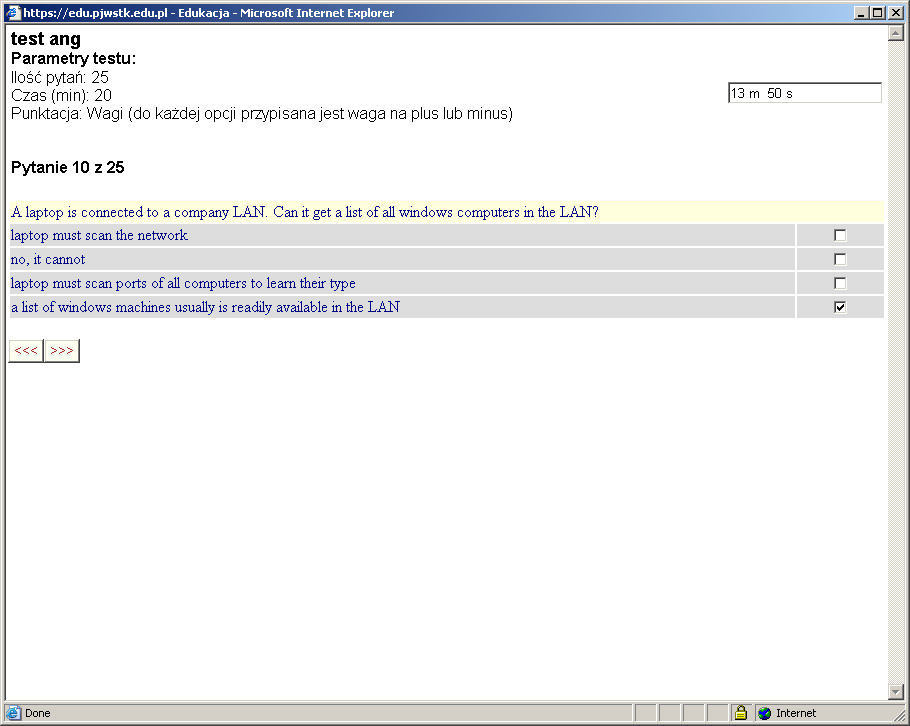 https://edu.pjwstk.edu.pl - Edukacja - Microsoft Internet Explorer
test ang
Parametry testu:
Ilość pytań: 25
Czas (min): 20
13 m 50 s
Punktacja: Wagi (do każdej opcji przypisana jest waga na plus lub minus)
Pytanie 10 z 25
A laptop is connected to a company LAN. Can it get a list of all windows computers in the LAN?
laptop must scan the network
no, it cannot
laptop must scan ports of all computers to learn their type
a list of windows machines usually is readily available in the LAN
<<< >>>
Done Internet